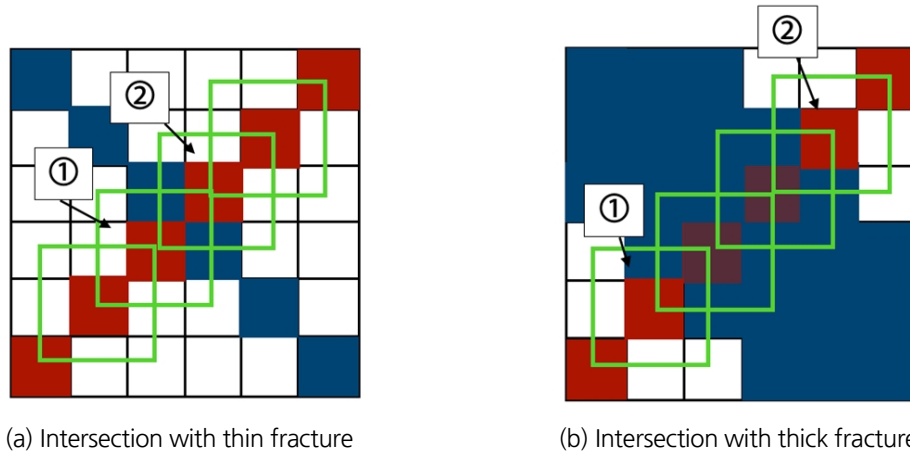 ②
①
②
①
(a) Intersection with thin fracture
(b) Intersection with thick fracture